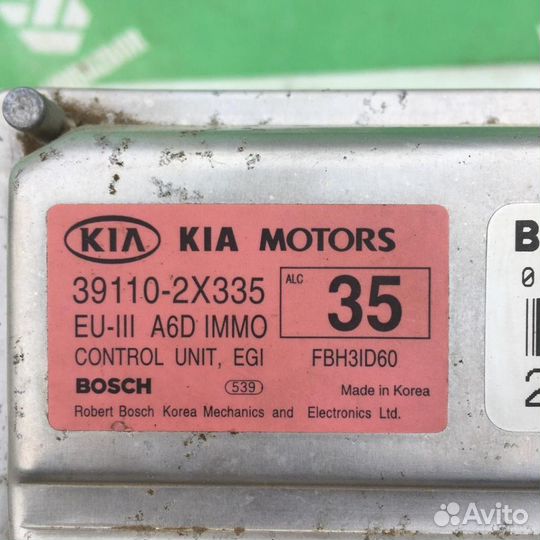 KIA KIA MOTORS
39110-2X335
ALC
35
EU-III A6D IMMO
CONTROL UNIT, EGI
FBH3ID60
BOSCH
539
Made in Korea
Robert Bosch Korea Mechanics and Electronics Ltd.
B
0
2
Avito